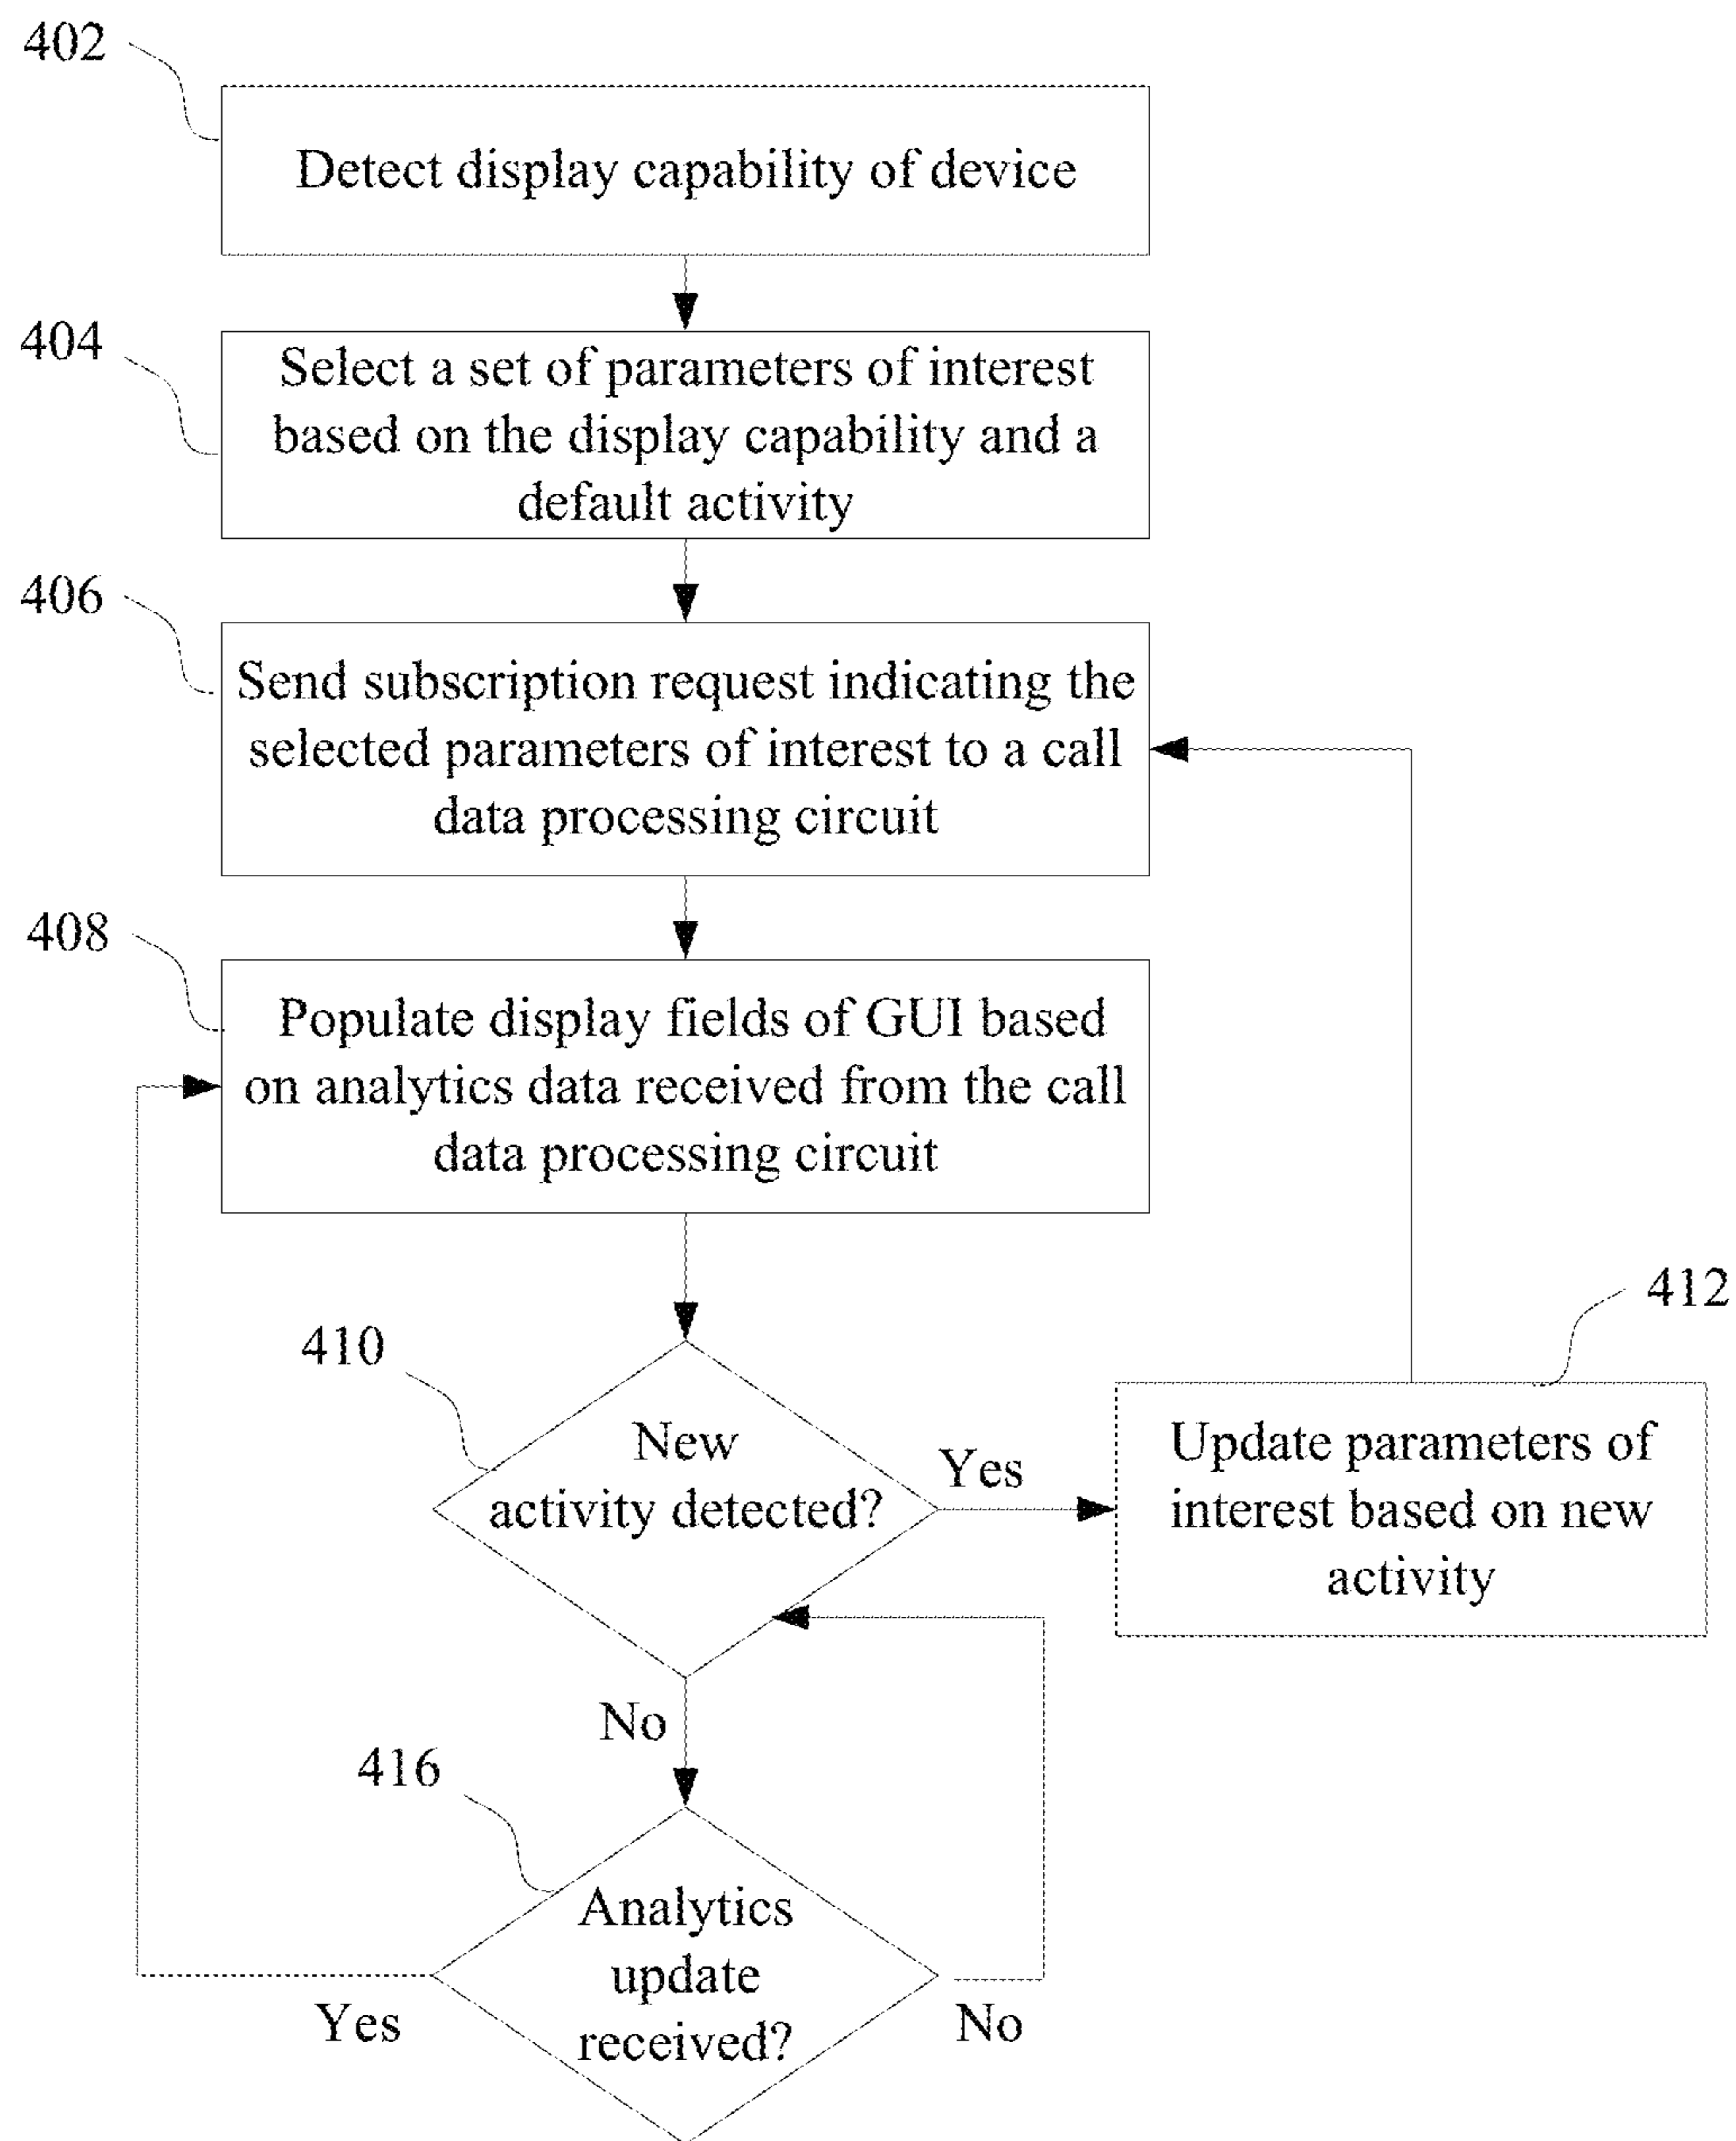 402
Detect display capability of device
404
Select a set of parameters of interest
based on the display capability and a
default activity
406
Send subscription request indicating the
selected parameters of interest to a call
data processing circuit
408
Populate display fields of GUI based
on analytics data received from the call
data processing circuit
410
New
activity detected?
Yes
412
Update parameters of
interest based on new
activity
No
416
Analytics
update
received?
Yes
No